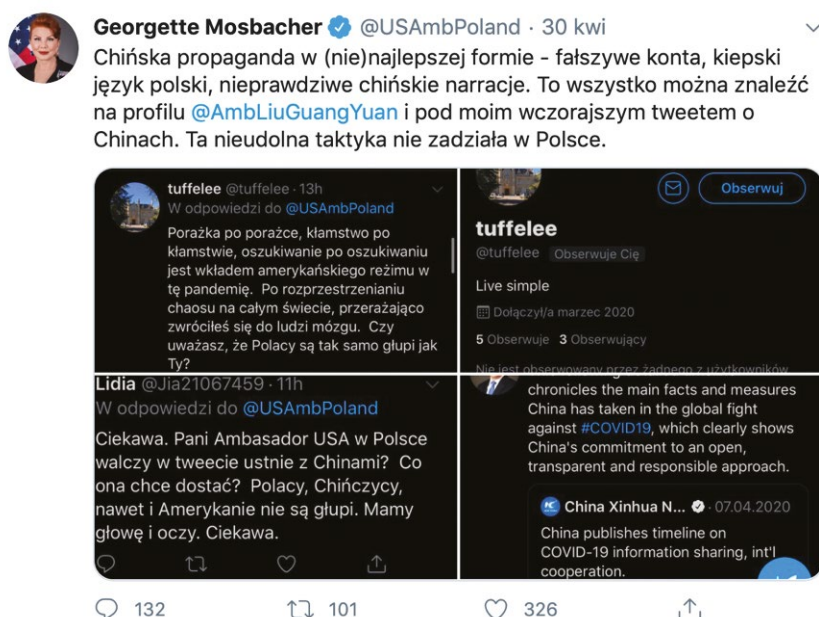 Georgette Mosbacher @USAmbPoland · 30 kwi
Chińska propaganda w (nie)najlepszej formie - fałszywe konta, kiepski
język polski, nieprawdziwe chińskie narracje. To wszystko można znaleźć
na profilu @AmbLiuGuangYuan i pod moim wczorajszym tweetem o
Chinach. Ta nieudolna taktyka nie zadziała w Polsce.
tuffelee @tuffelee · 13h
W odpowiedzi do @USAmbPoland
Porażka po porażce, kłamstwo po
kłamstwie, oszukiwanie po oszukiwaniu
jest wkładem amerykańskiego reżimu w
tę pandemię. Po rozprzestrzenianiu
chaosu na całym świecie, przerażająco
zwróciłeś się do ludzi mózgu. Czy
uważasz, że Polacy są tak samo głupi jak
Ty?
Obserwuj
tuffelee
@tuffelee Obserwuje Cię
Live simple
Dołączył/a marzec 2020
5 Obserwuje 3 Obserwujący
Nie jest obserwowany przez żadnego z użytkowników
Lidia @Jia21067459 · 11h
W odpowiedzi do @USAmbPoland
Ciekawa. Pani Ambasador USA w Polsce
walczy w tweecie ustnie z Chinami? Co
ona chce dostać? Polacy, Chińczycy,
nawet i Amerykanie nie są głupi. Mamy
głowę i oczy. Ciekawa.
chronicles the main facts and measures
China has taken in the global fight
against #COVID19, which clearly shows
China's commitment to an open,
transparent and responsible approach.
China Xinhua N... · 07.04.2020
China publishes timeline on
COVID-19 information sharing, int'l
cooperation.
132 101 326